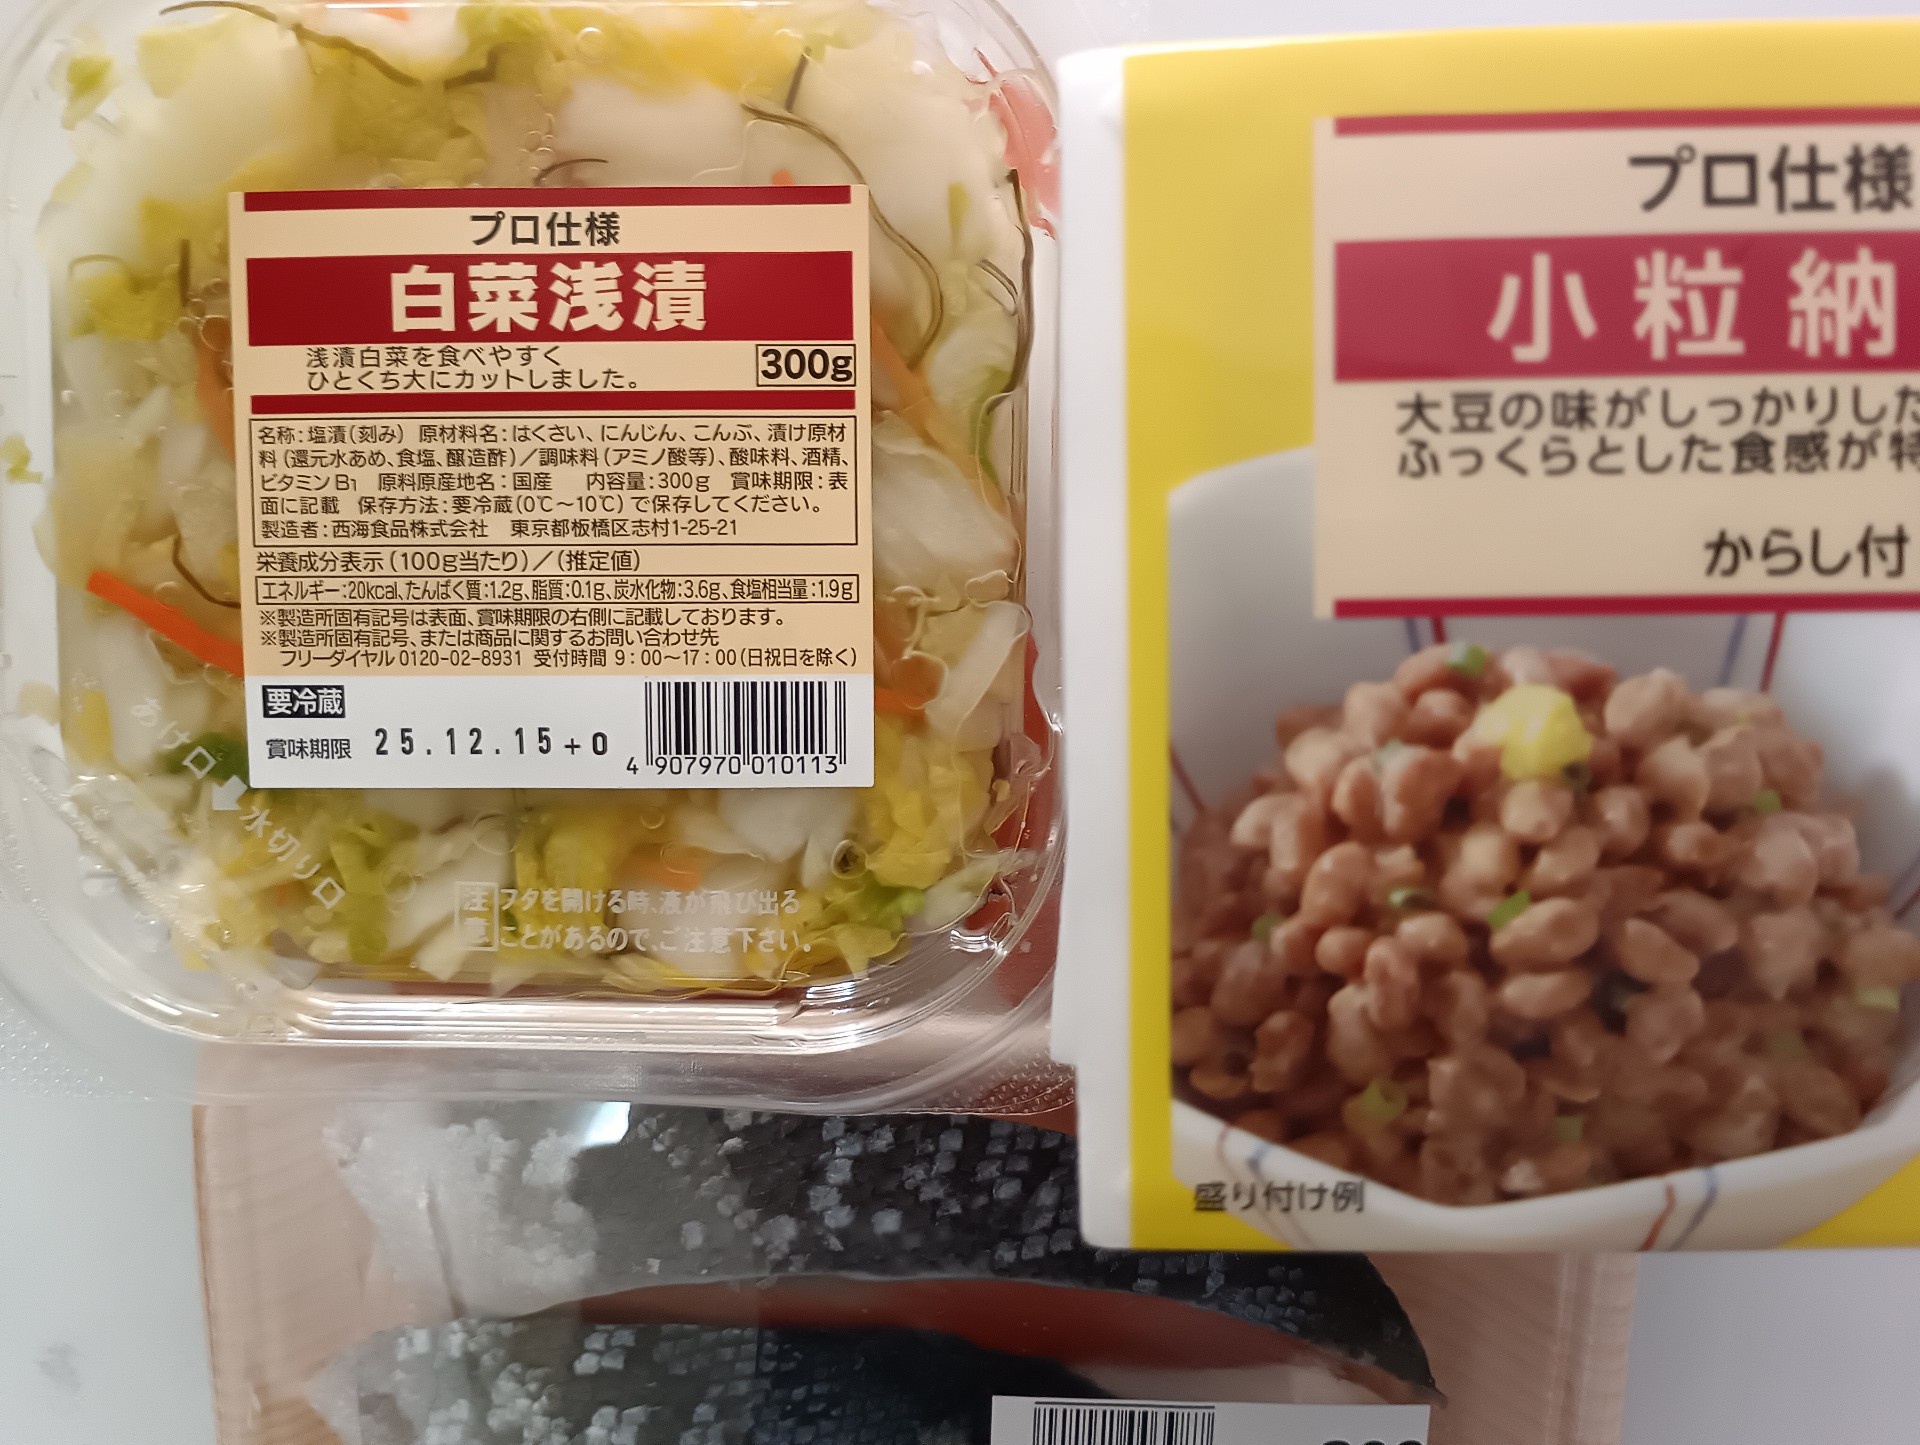 プロ仕様
白菜浅漬
浅漬白菜を食べやすく
ひとくち大にカットしました。
300g
名称:塩漬(刻み) 原材料名:はくさい、にんじん、こんぶ、漬け原材
料(還元水あめ、食塩、醸造酢)/調味料(アミノ酸等)、酸味料、酒精、
ビタミンB1 原料原産地名:国産 内容量:300g 賞味期限:表
面に記載 保存方法:要冷蔵(0℃〜10℃)で保存してください。
製造者:西海食品株式会社 東京都板橋区志村1-25-21
栄養成分表示(100g当たり)/(推定値)
エネルギー:20kcal、たんぱく質:1.2g、脂質:0.1g、炭水化物:3.6g、食塩相当量:1.9g
※製造所固有記号は表面、賞味期限の右側に記載しております。
※製造所固有記号、または商品に関するお問い合わせ先
フリーダイヤル 0120-02-8931 受付時間 9:00〜17:00(日祝日を除く)
要冷蔵
賞味期限 25.12.15+0
4 907970 010113
あけ口
水切り口
注意 フタを開ける時、液が飛び出る
ことがあるので、ご注意下さい。
プロ仕様
小粒納
大豆の味がしっかりした
ふっくらとした食感が特
からし付
盛り付け例